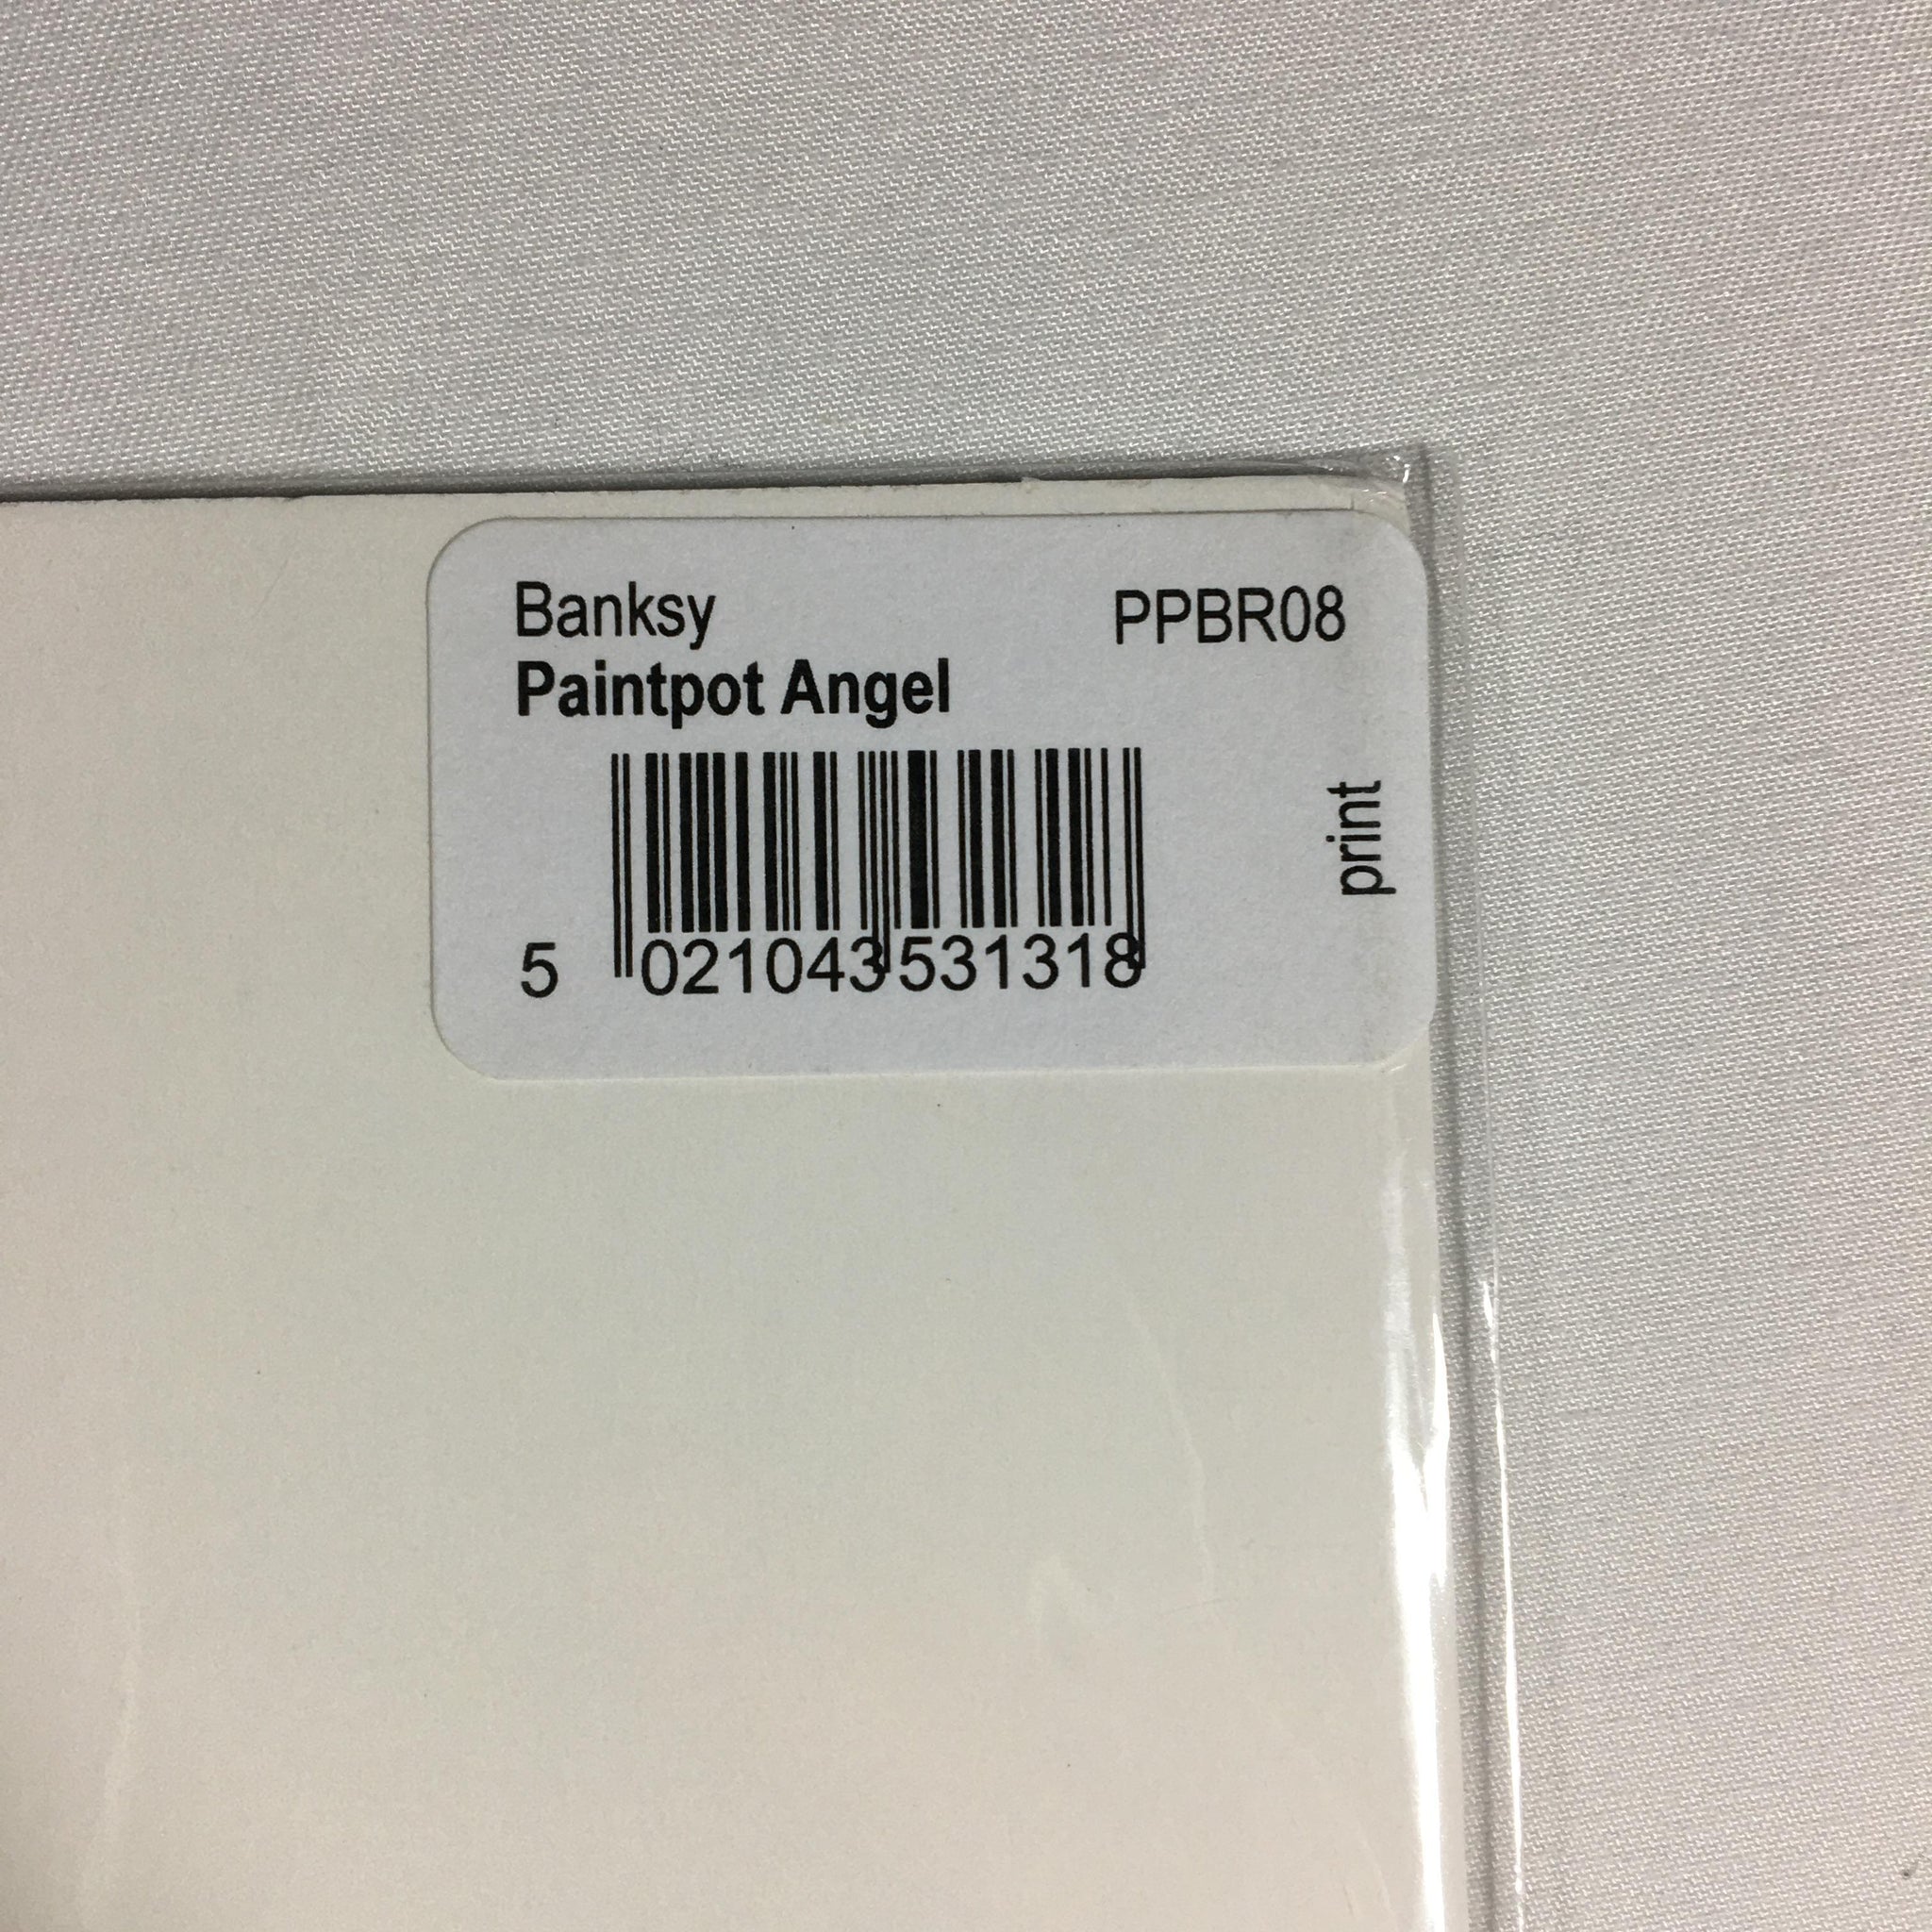 Banksy PPBR08
Paintpot Angel
print
5 021043 531318